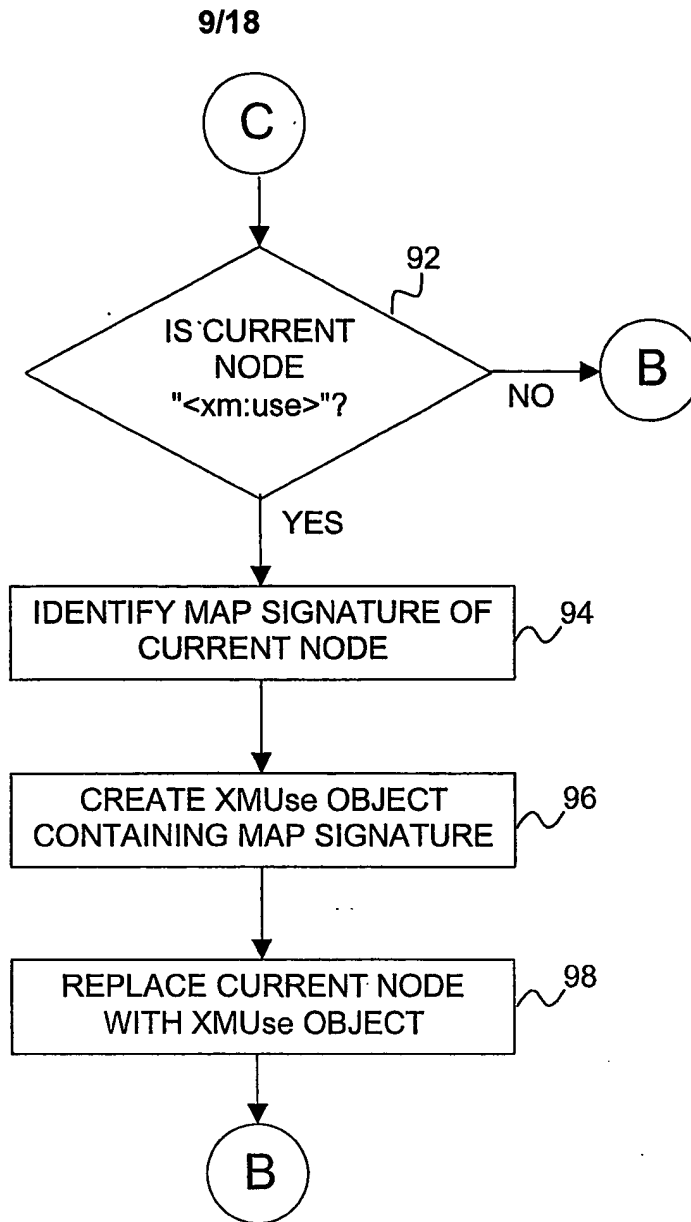 9/18
C
92
IS CURRENT
NODE
"<xm:use>"?
B
NO
YES
IDENTIFY MAP SIGNATURE OF
CURRENT NODE
94
CREATE XMUse OBJECT
CONTAINING MAP SIGNATURE
96
REPLACE CURRENT NODE
WITH XMUse OBJECT
98
B